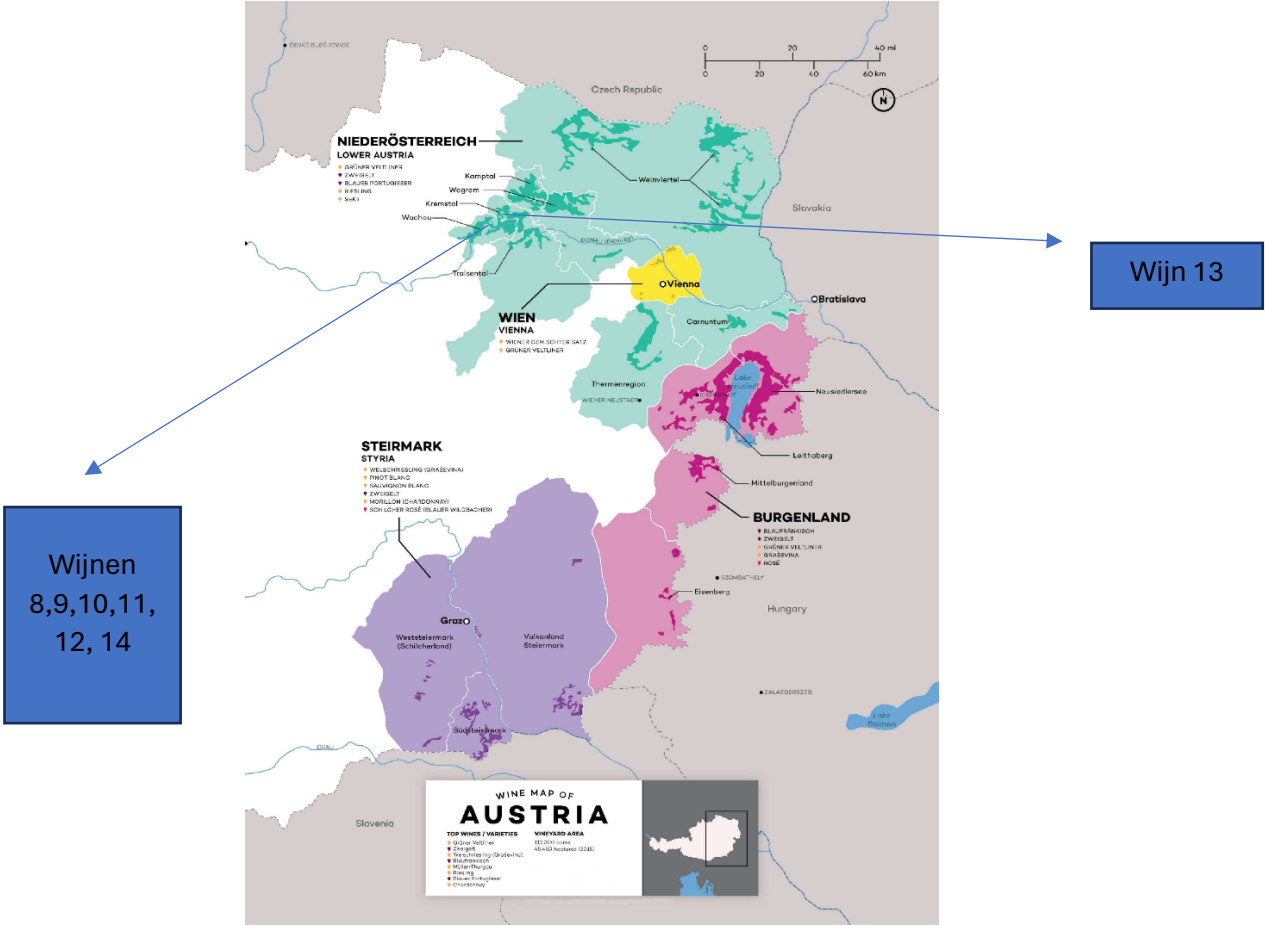 ČESKÉ BUDĚJOVICE
0 20 40 mi
0 20 40 60 km
N
Czech Republic
NIEDERÖSTERREICH
LOWER AUSTRIA
GRÜNER VELTLINER
ZWEIGELT
BLAUER PORTUGIESER
RIESLING
SEKT
Kamptal
Wagram
Kremstal
Wachau
Traisental
Weinviertel
Slovakia
DONAU (DANUBE)
Wijn 13
Vienna
Bratislava
WIEN
VIENNA
WIENER GEMISCHTER SATZ
GRÜNER VELTLINER
Carnuntum
Thermenregion
WIENER NEUSTADT
Lake
Neusiedl
EISENSTADT
Neusiedlersee
Leithaberg
Mittelburgenland
STEIRMARK
STYRIA
WELSCHRIESLING (GRAŠEVINA)
PINOT BLANC
SAUVIGNON BLANC
ZWEIGELT
MORILLON (CHARDONNAY)
SCHILCHER ROSÉ (BLAUER WILDBACHER)
BURGENLAND
BLAUFRÄNKISCH
ZWEIGELT
GRÜNER VELTLINER
GRAŠEVINA
ROSÉ
Wijnen
8,9,10,11,
12, 14
SZOMBATHELY
Eisenberg
Hungary
Graz
Weststeiermark
(Schilcherland)
Vulkanland
Steiermark
ZALAEGERSZEG
Lake
Balaton
Südsteiermark
DRAU
Slovenia
WINE MAP OF
AUSTRIA
TOP WINES / VARIETIES
Grüner Veltliner
Zweigelt
Welschriesling (Graševina)
Blaufränkisch
Müller-Thurgau
Riesling
Blauer Portugieser
Chardonnay
VINEYARD AREA